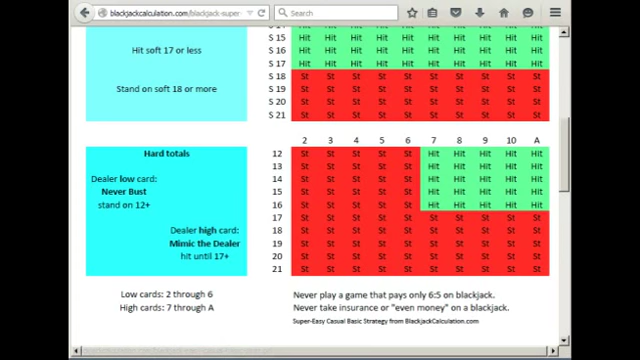 blackjackcalculation.com/blackjack-super-
Search
S 15 Hit Hit Hit Hit Hit Hit Hit Hit Hit Hit
Hit soft 17 or less S 16 Hit Hit Hit Hit Hit Hit Hit Hit Hit Hit
S 17 Hit Hit Hit Hit Hit Hit Hit Hit Hit Hit
S 18 St St St St St St St St St St
Stand on soft 18 or more S 19 St St St St St St St St St St
S 20 St St St St St St St St St St
S 21 St St St St St St St St St St
2 3 4 5 6 7 8 9 10 A
Hard totals 12 St St St St St Hit Hit Hit Hit Hit
13 St St St St St Hit Hit Hit Hit Hit
Dealer low card: 14 St St St St St Hit Hit Hit Hit Hit
Never Bust 15 St St St St St Hit Hit Hit Hit Hit
stand on 12+ 16 St St St St St Hit Hit Hit Hit Hit
17 St St St St St St St St St St
Dealer high card: 18 St St St St St St St St St St
Mimic the Dealer 19 St St St St St St St St St St
hit until 17+ 20 St St St St St St St St St St
21 St St St St St St St St St St
Low cards: 2 through 6 Never play a game that pays only 6:5 on blackjack.
High cards: 7 through A Never take insurance or "even money" on a blackjack.
Super-Easy Casual Basic Strategy from BlackjackCalculation.com